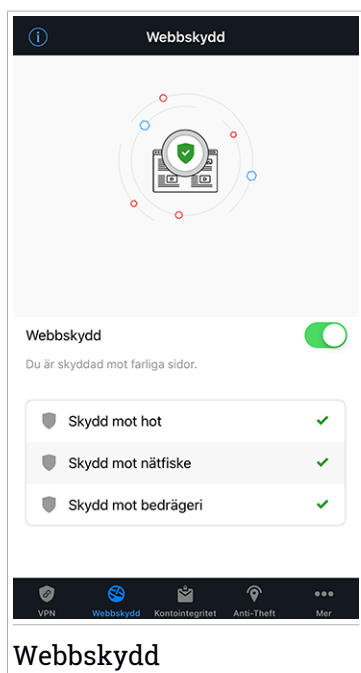 Webbskydd
Webbskydd
Du är skyddad mot farliga sidor.
Skydd mot hot
Skydd mot nätfiske
Skydd mot bedrägeri
VPN Webbskydd Kontointegritet Anti-Theft Mer
Webbskydd